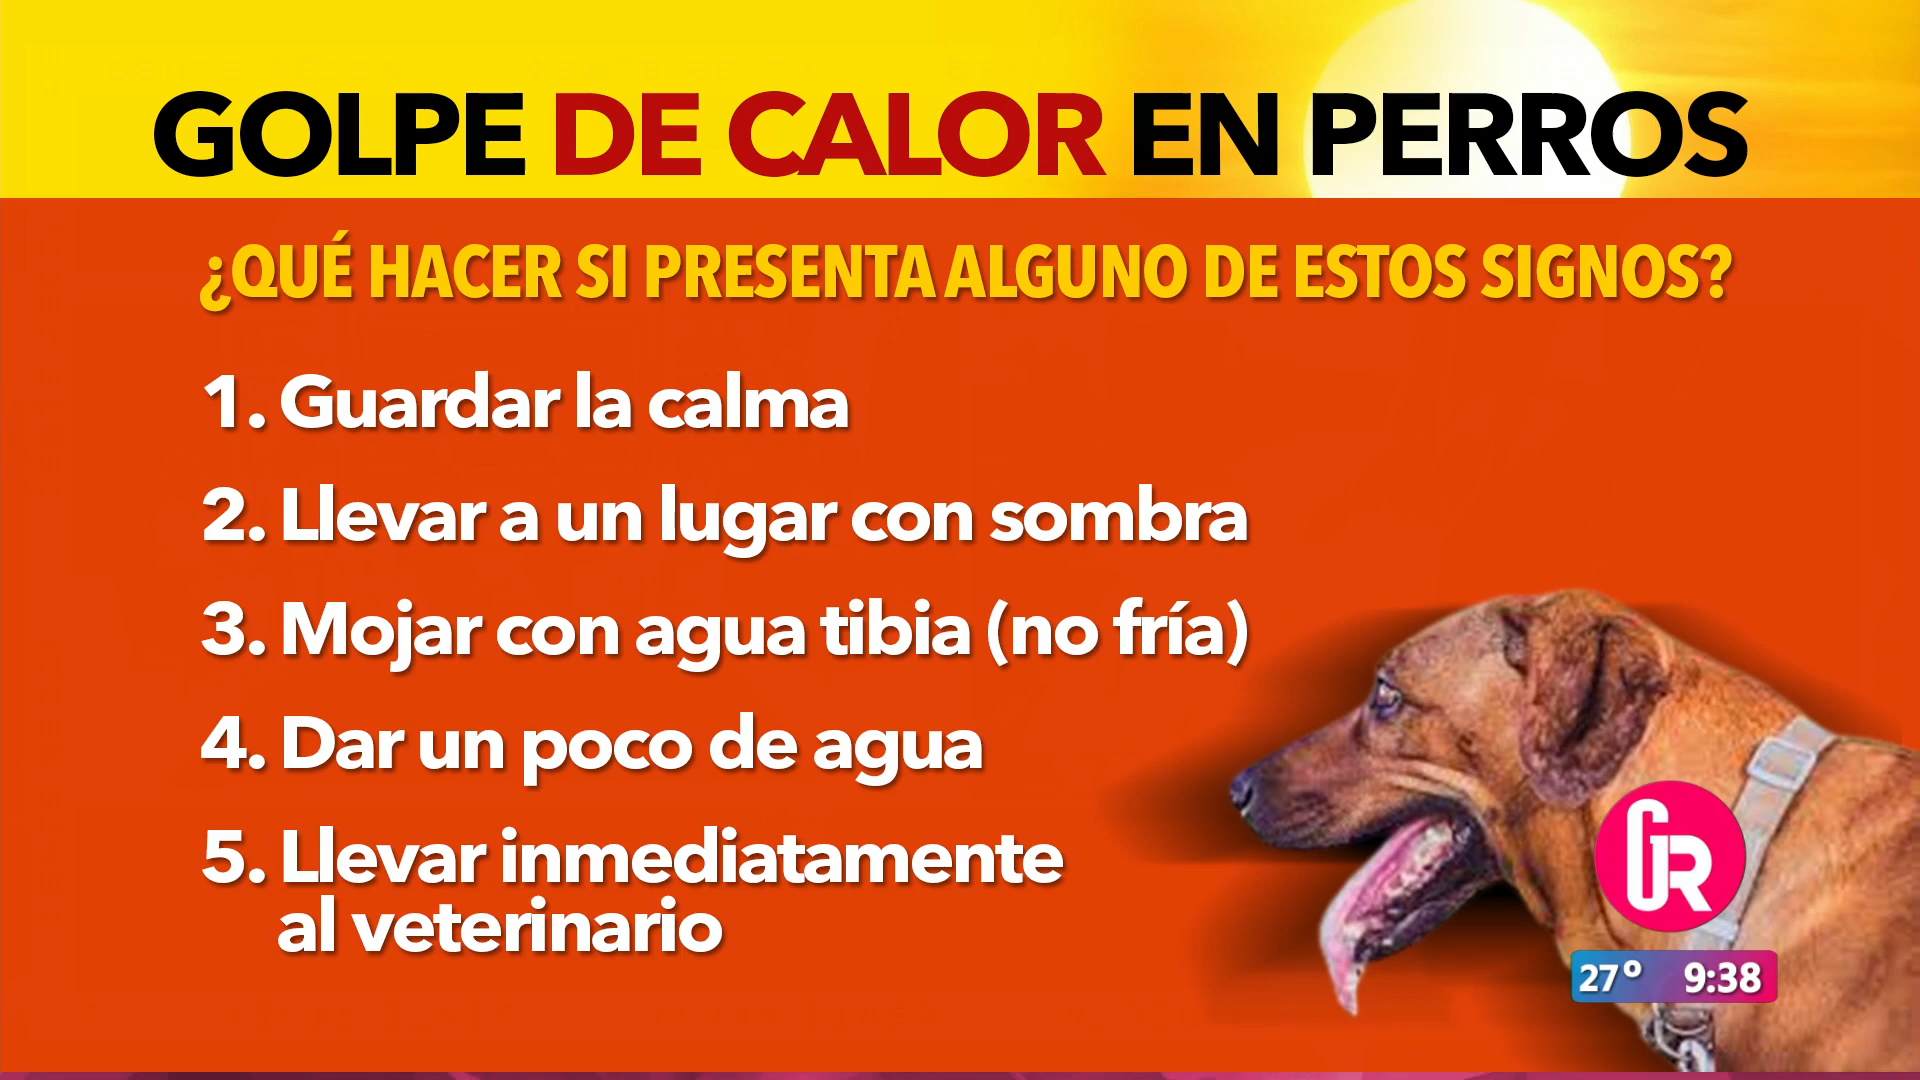 GOLPE DE CALOR EN PERROS
¿QUÉ HACER SI PRESENTA ALGUNO DE ESTOS SIGNOS?
1. Guardar la calma
2. Llevar a un lugar con sombra
3. Mojar con agua tibia (no fría)
4. Dar un poco de agua
5. Llevar inmediatamente
al veterinario
GR
27° 9:38